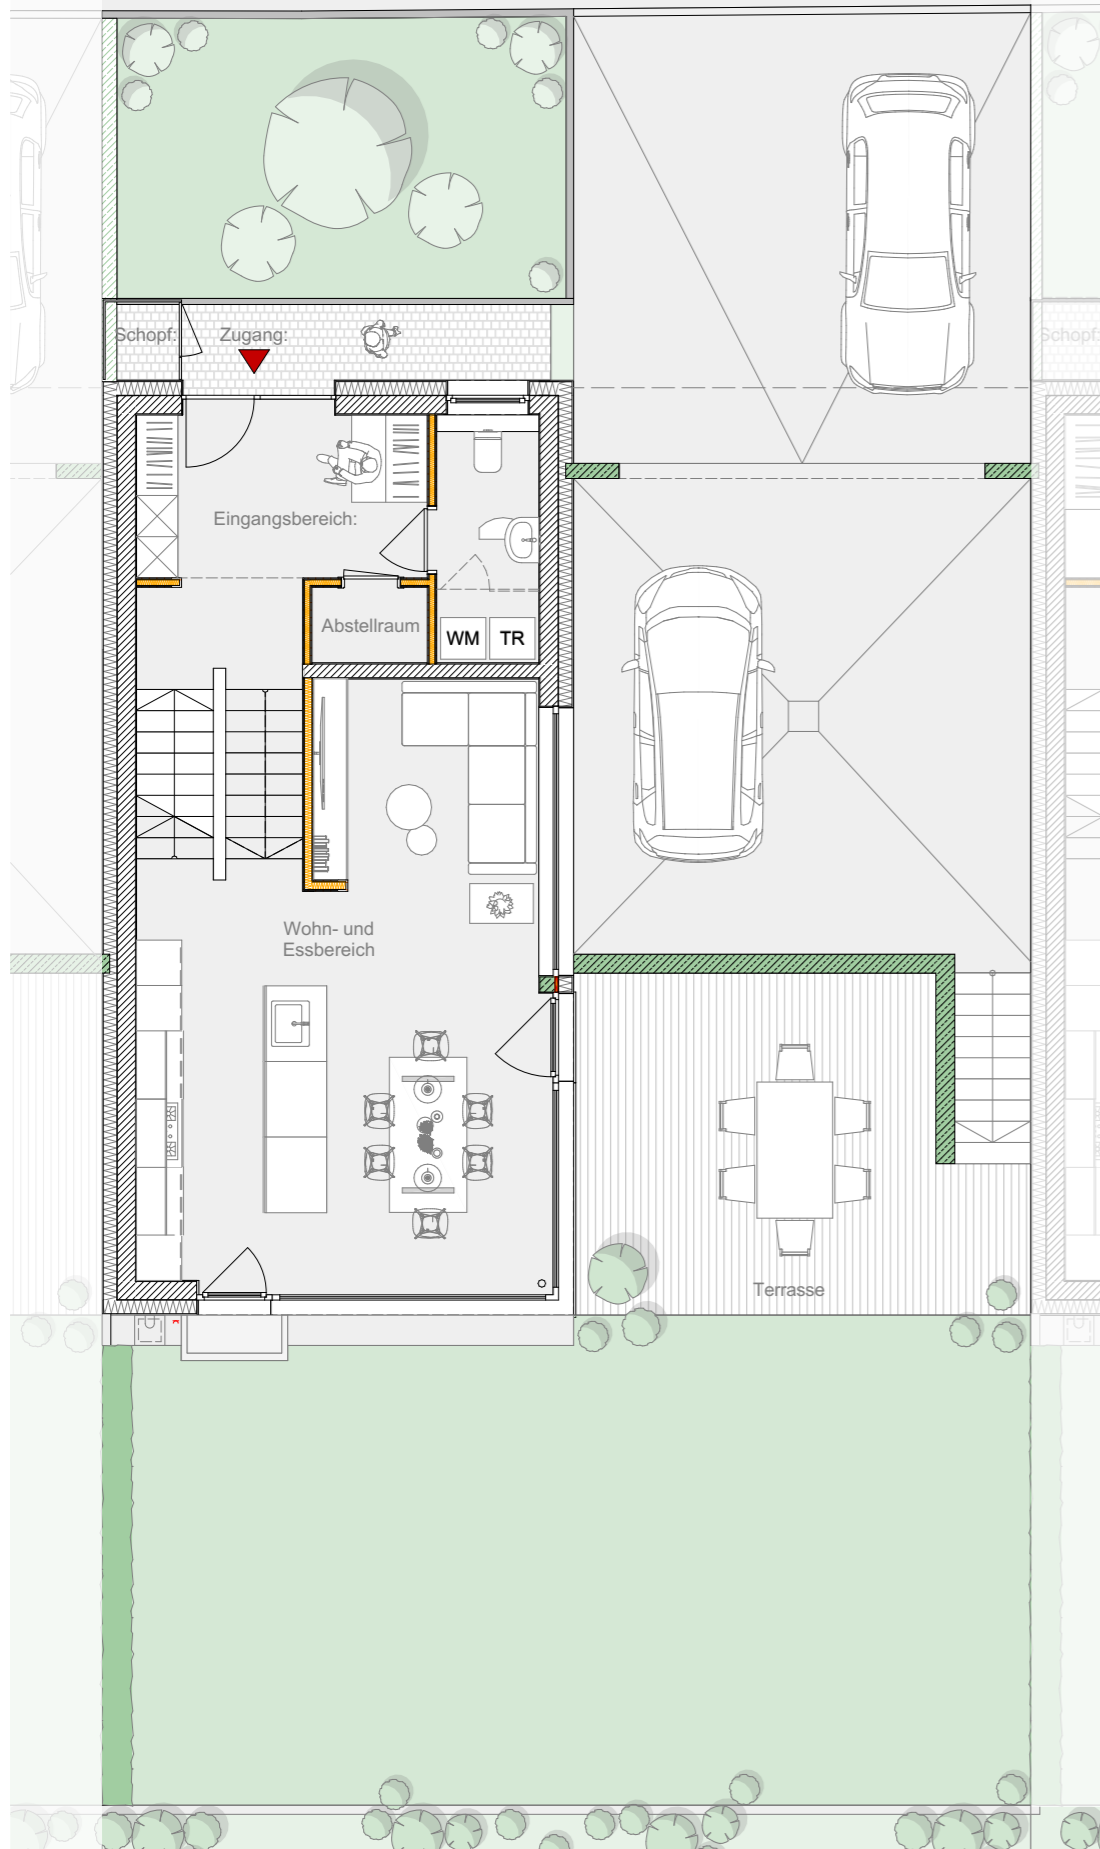 Schopf:
Zugang:
Schopf:
Eingangsbereich:
Abstellraum
WM
TR
Wohn- und
Essbereich
Terrasse